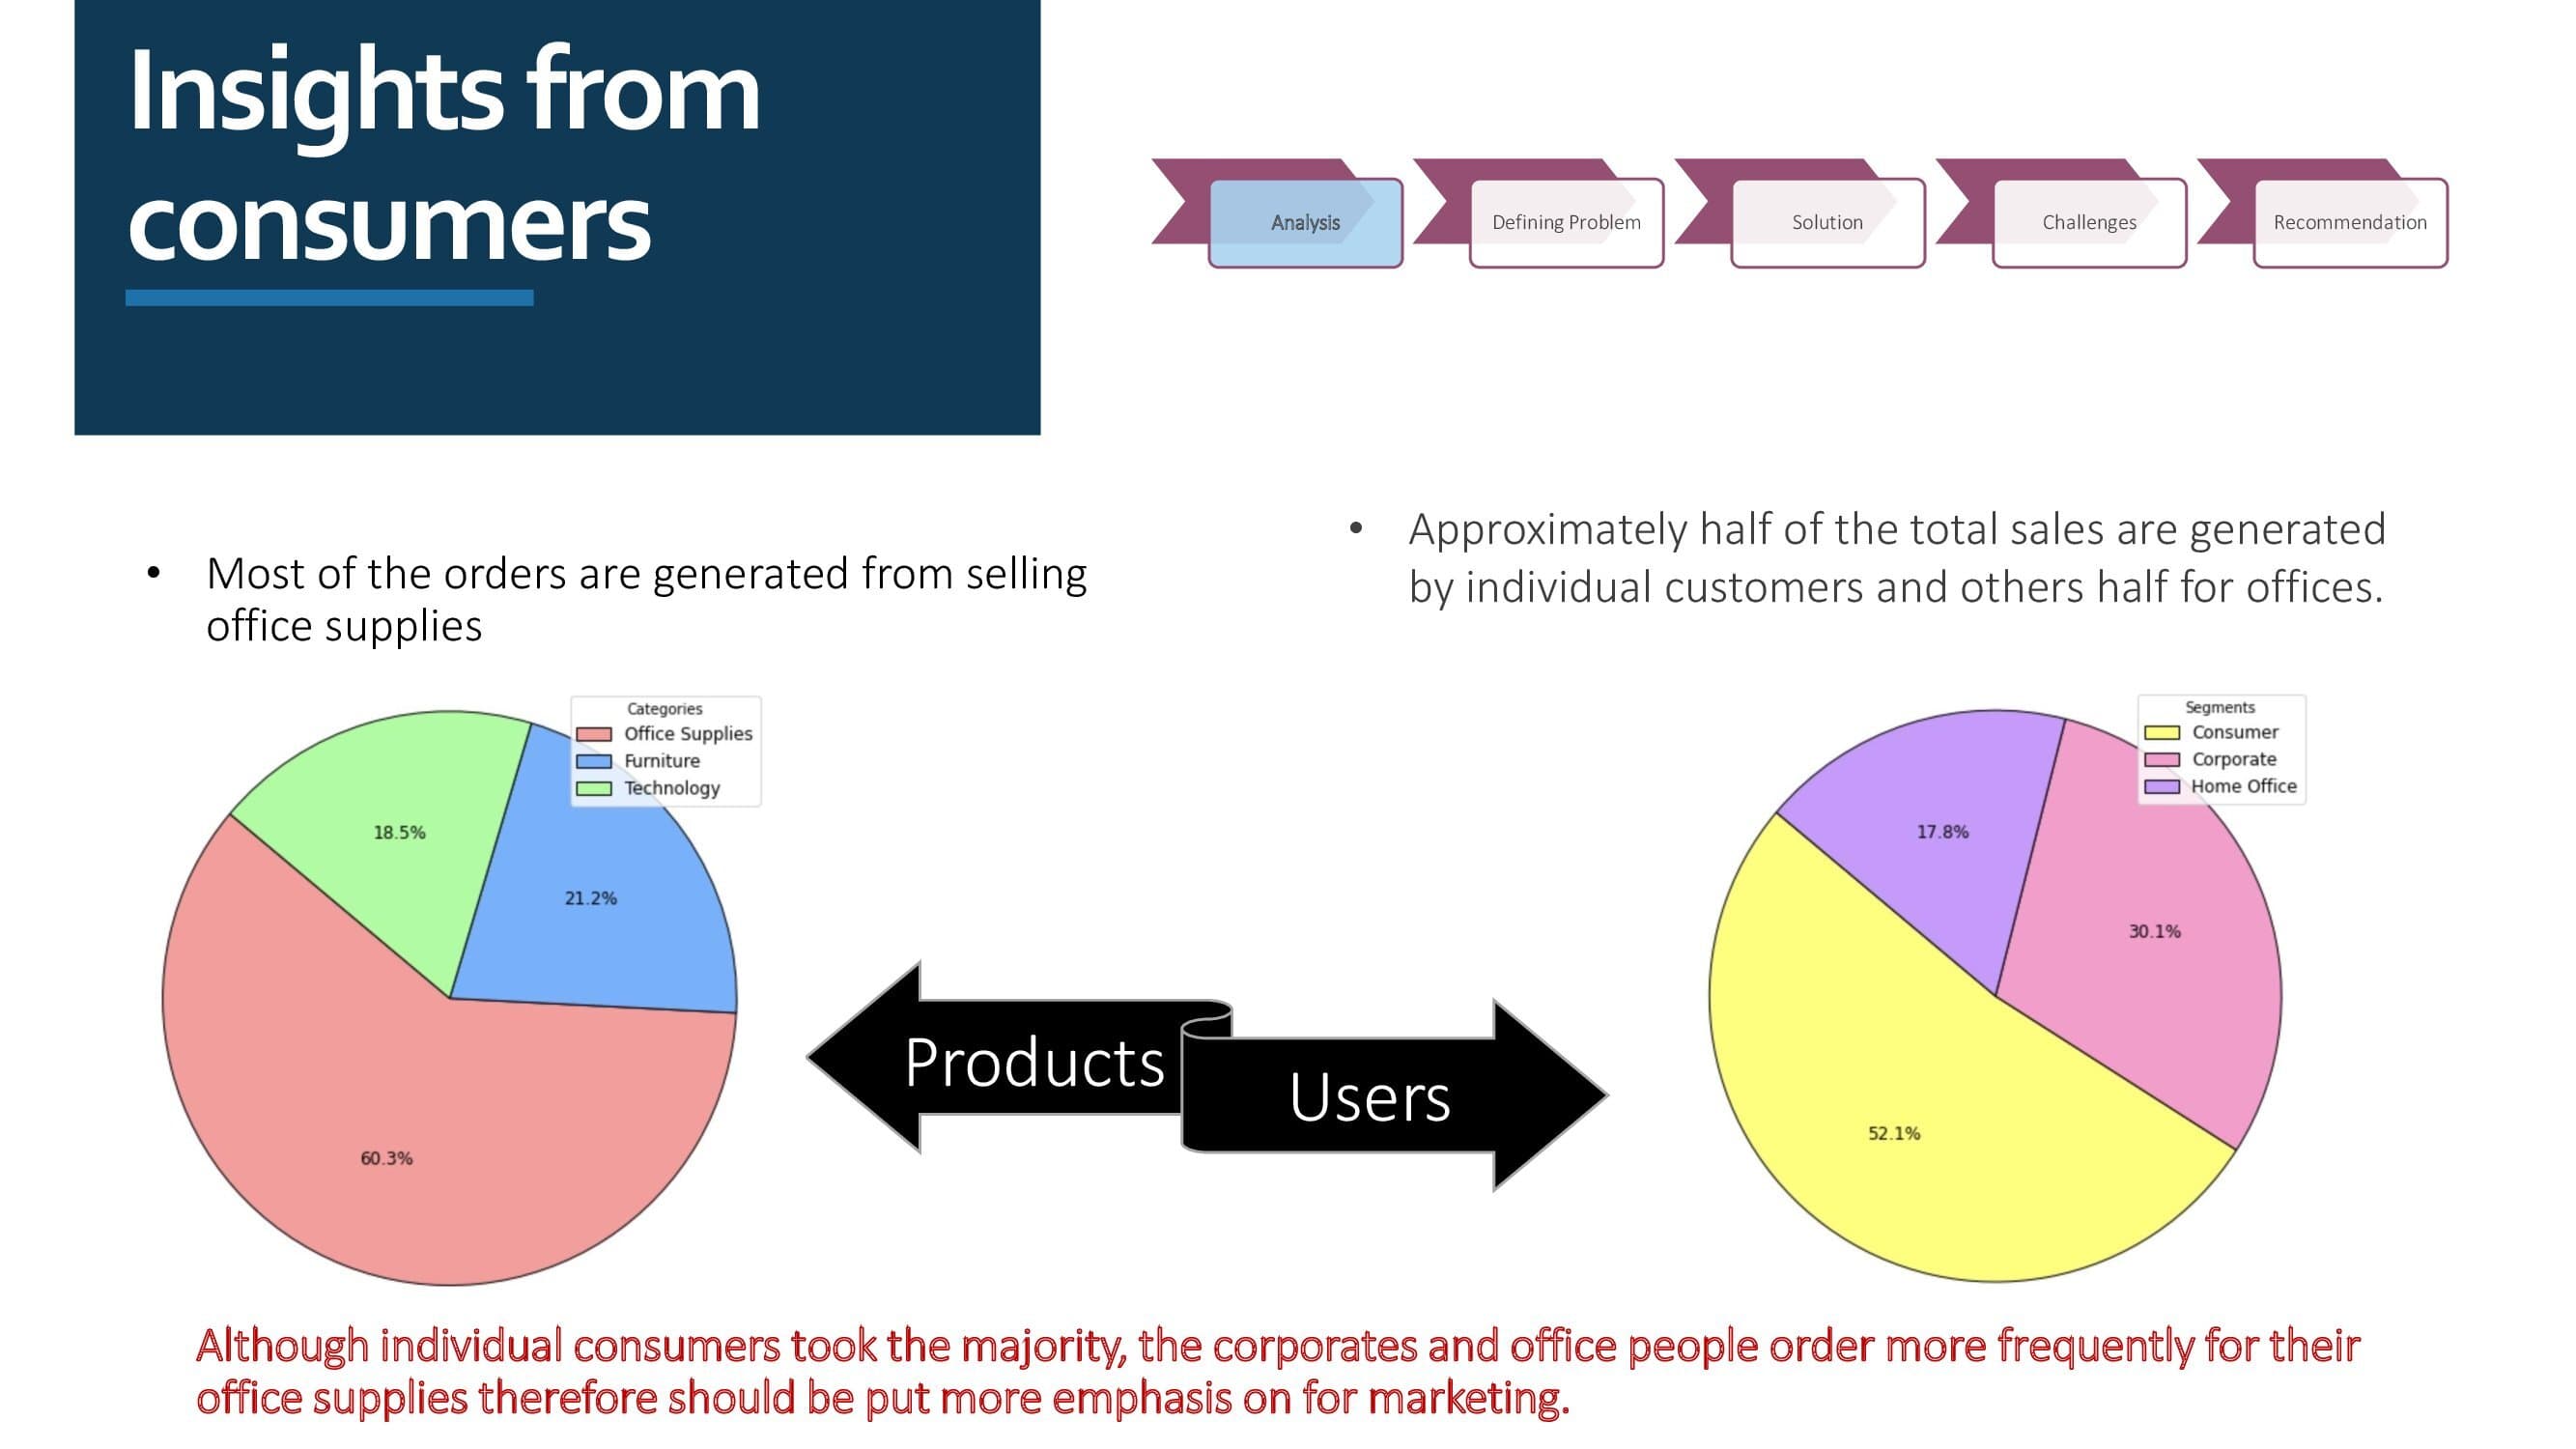 Insights from
consumers
Analysis
Defining Problem
Solution
Challenges
Recommendation
• Most of the orders are generated from selling
office supplies
• Approximately half of the total sales are generated
by individual customers and others half for offices.
Categories
Office Supplies
Furniture
Technology
18.5%
21.2%
60.3%
Products
Users
Segments
Consumer
Corporate
Home Office
17.8%
30.1%
52.1%
Although individual consumers took the majority, the corporates and office people order more frequently for their
office supplies therefore should be put more emphasis on for marketing.